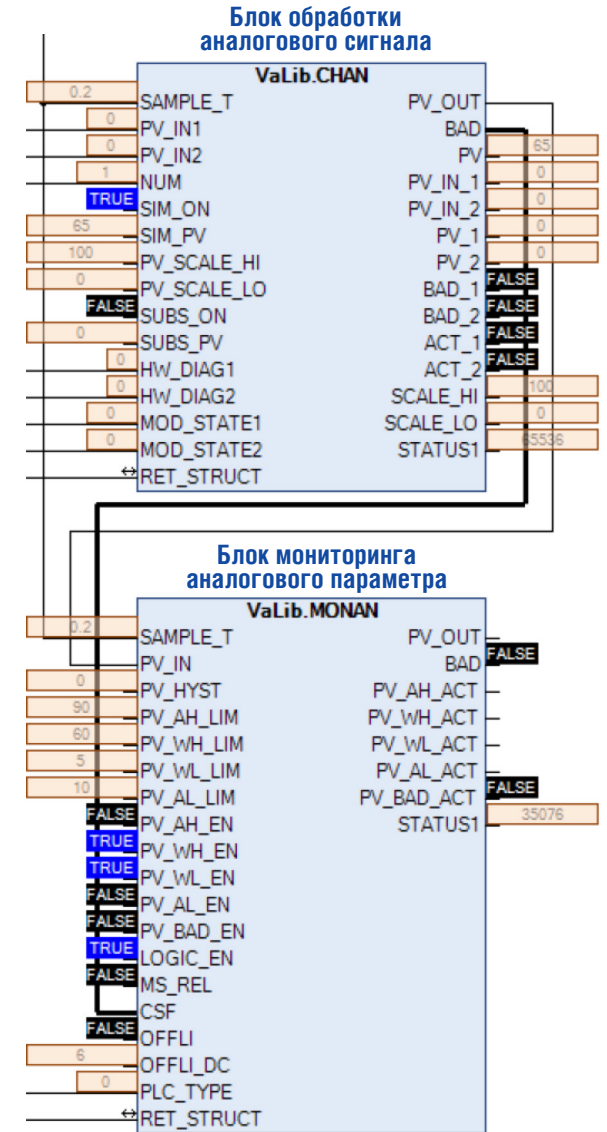 Блок обработки
аналогового сигнала
VaLib.CHAN
0.2 SAMPLE_T PV_OUT
0 PV_IN1 BAD
0 PV_IN2 PV 65
1 NUM PV_IN_1 0
TRUE SIM_ON PV_IN_2 0
65 SIM_PV PV_1 0
100 PV_SCALE_HI PV_2 0
0 PV_SCALE_LO BAD_1 FALSE
FALSE SUBS_ON BAD_2 FALSE
0 SUBS_PV ACT_1 FALSE
0 HW_DIAG1 ACT_2 FALSE
0 HW_DIAG2 SCALE_HI 100
0 MOD_STATE1 SCALE_LO 0
0 MOD_STATE2 STATUS1 65536
RET_STRUCT
Блок мониторинга
аналогового параметра
VaLib.MONAN
0.2 SAMPLE_T PV_OUT
PV_IN BAD FALSE
0 PV_HYST PV_AH_ACT
90 PV_AH_LIM PV_WH_ACT
60 PV_WH_LIM PV_WL_ACT
5 PV_WL_LIM PV_AL_ACT
10 PV_AL_LIM PV_BAD_ACT FALSE
FALSE PV_AH_EN STATUS1 35076
TRUE PV_WH_EN
TRUE PV_WL_EN
FALSE PV_AL_EN
FALSE PV_BAD_EN
TRUE LOGIC_EN
FALSE MS_REL
CSF
FALSE OFFLI
6 OFFLI_DC
0 PLC_TYPE
RET_STRUCT